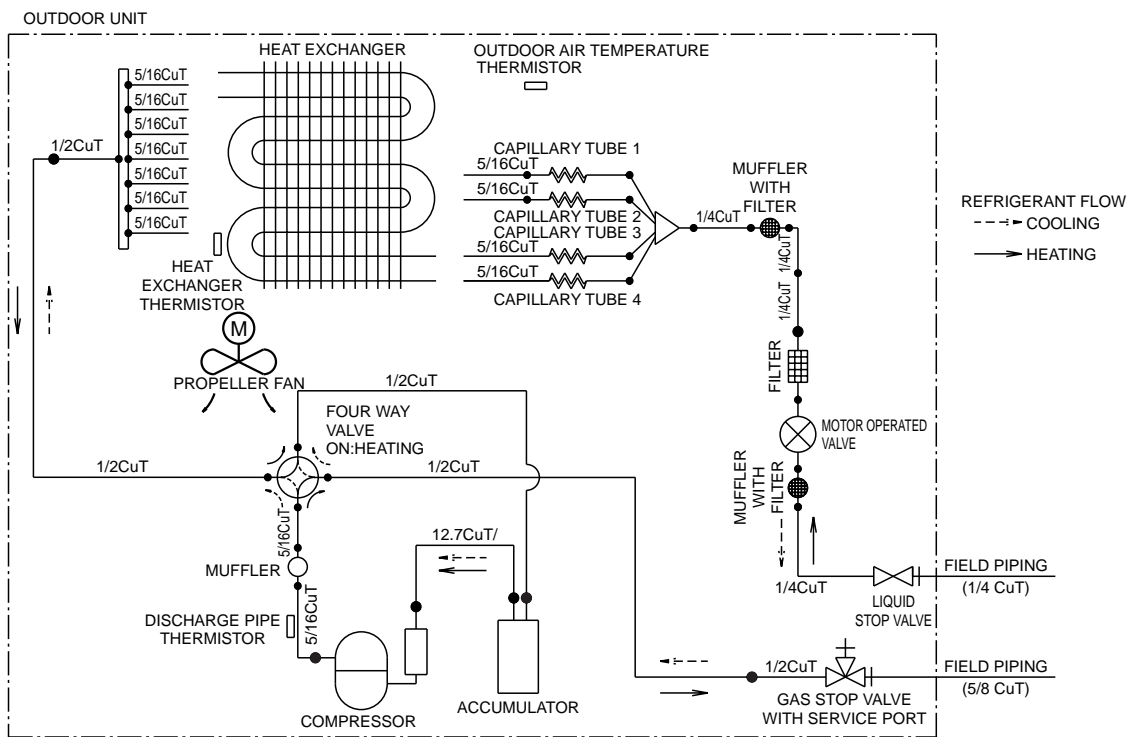 OUTDOOR UNIT
HEAT EXCHANGER
OUTDOOR AIR TEMPERATURE
THERMISTOR
5/16CuT
5/16CuT
5/16CuT
5/16CuT
5/16CuT
5/16CuT
5/16CuT
1/2CuT
CAPILLARY TUBE 1
5/16CuT
5/16CuT
CAPILLARY TUBE 2
CAPILLARY TUBE 3
5/16CuT
5/16CuT
CAPILLARY TUBE 4
1/4CuT
MUFFLER
WITH
FILTER
1/4CuT
1/4CuT
REFRIGERANT FLOW
COOLING
HEATING
HEAT
EXCHANGER
THERMISTOR
M
PROPELLER FAN
FILTER
MOTOR OPERATED
VALVE
MUFFLER
WITH
FILTER
1/2CuT
FOUR WAY
VALVE
ON:HEATING
1/2CuT
1/2CuT
5/16CuT
MUFFLER
12.7CuT/
DISCHARGE PIPE
THERMISTOR
5/16CuT
COMPRESSOR
ACCUMULATOR
1/4CuT
LIQUID
STOP VALVE
FIELD PIPING
(1/4 CuT)
1/2CuT
GAS STOP VALVE
WITH SERVICE PORT
FIELD PIPING
(5/8 CuT)